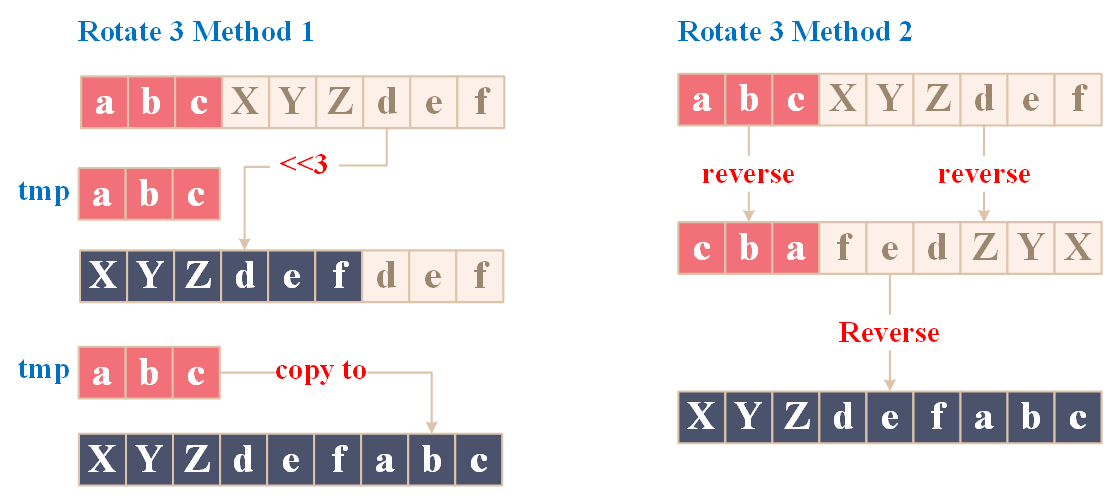 Rotate 3 Method 1
a b c X Y Z d e f
<<3
tmp a b c
X Y Z d e f d e f
tmp a b c copy to
X Y Z d e f a b c
Rotate 3 Method 2
a b c X Y Z d e f
reverse reverse
c b a f e d Z Y X
Reverse
X Y Z d e f a b c